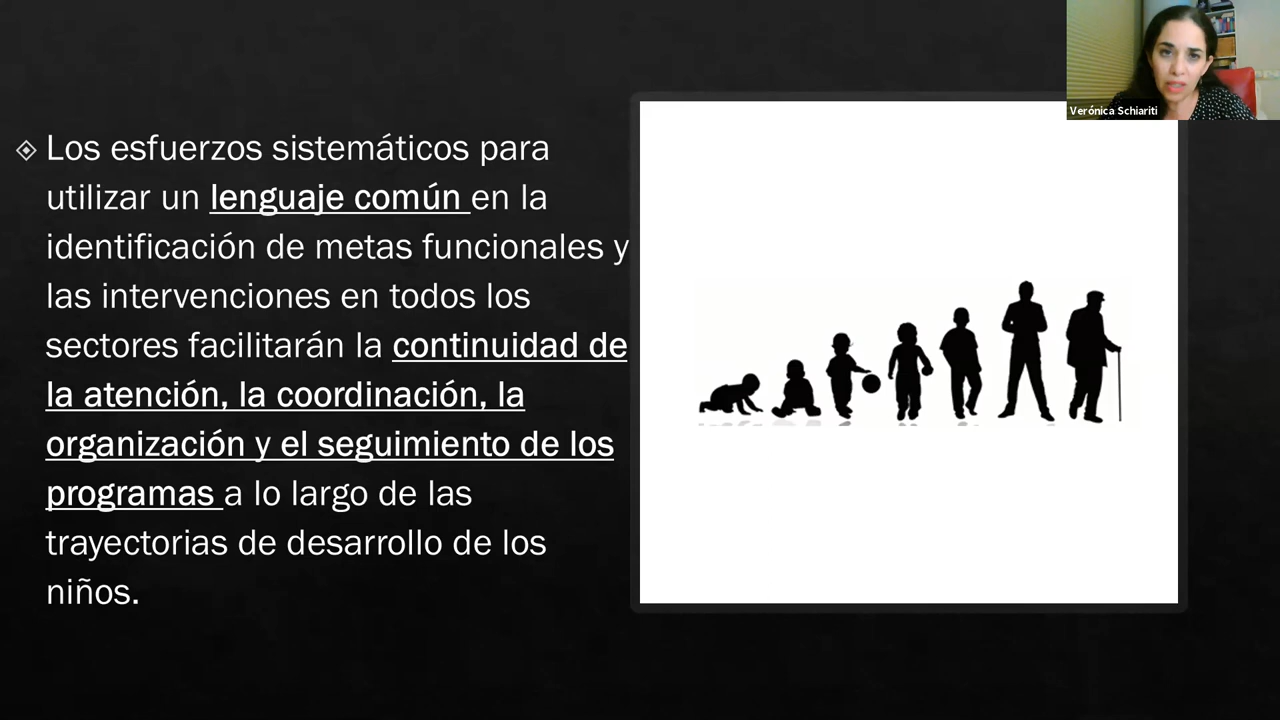 Verónica Schiariti
Los esfuerzos sistemáticos para
utilizar un lenguaje común en la
identificación de metas funcionales y
las intervenciones en todos los
sectores facilitarán la continuidad de
la atención, la coordinación, la
organización y el seguimiento de los
programas a lo largo de las
trayectorias de desarrollo de los
niños.